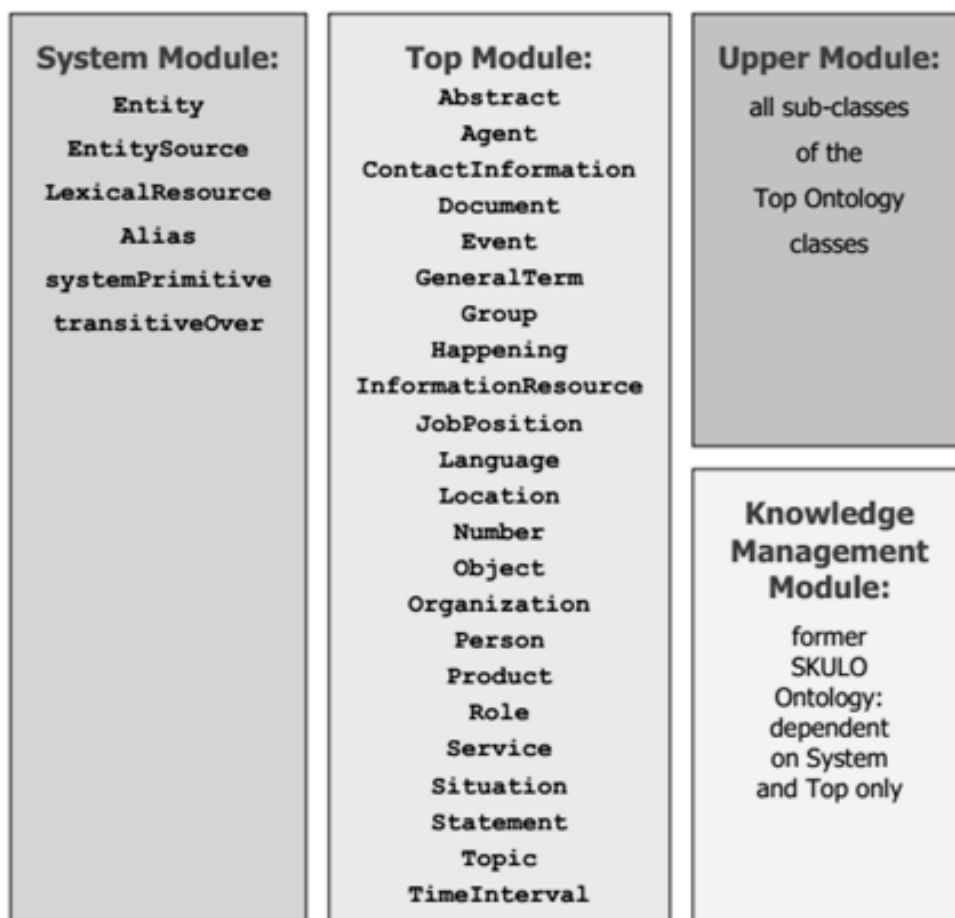 System Module:
Entity
EntitySource
LexicalResource
Alias
systemPrimitive
transitiveOver
Top Module:
Abstract
Agent
ContactInformation
Document
Event
GeneralTerm
Group
Happening
InformationResource
JobPosition
Language
Location
Number
Object
Organization
Person
Product
Role
Service
Situation
Statement
Topic
TimeInterval
Upper Module:
all sub-classes
of the
Top Ontology
classes
Knowledge
Management
Module:
former
SKULO
Ontology:
dependent
on System
and Top only